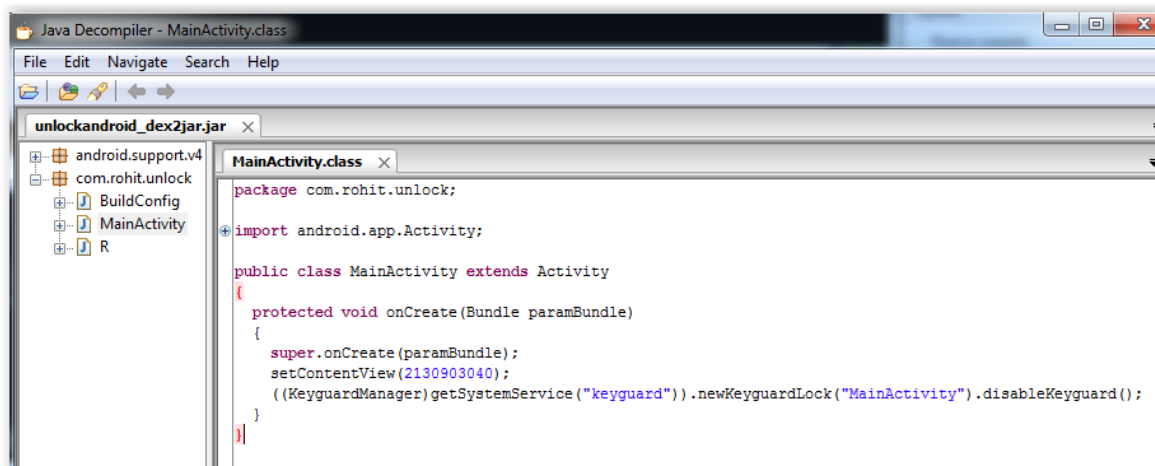 Java Decompiler - MainActivity.class
File Edit Navigate Search Help
unlockandroid_dex2jar.jar
android.support.v4
com.rohit.unlock
BuildConfig
MainActivity
R
MainActivity.class
package com.rohit.unlock;
import android.app.Activity;
public class MainActivity extends Activity
{
protected void onCreate(Bundle paramBundle)
{
super.onCreate(paramBundle);
setContentView(2130903040);
((KeyguardManager)getSystemService("keyguard")).newKeyguardLock("MainActivity").disableKeyguard();
}
}